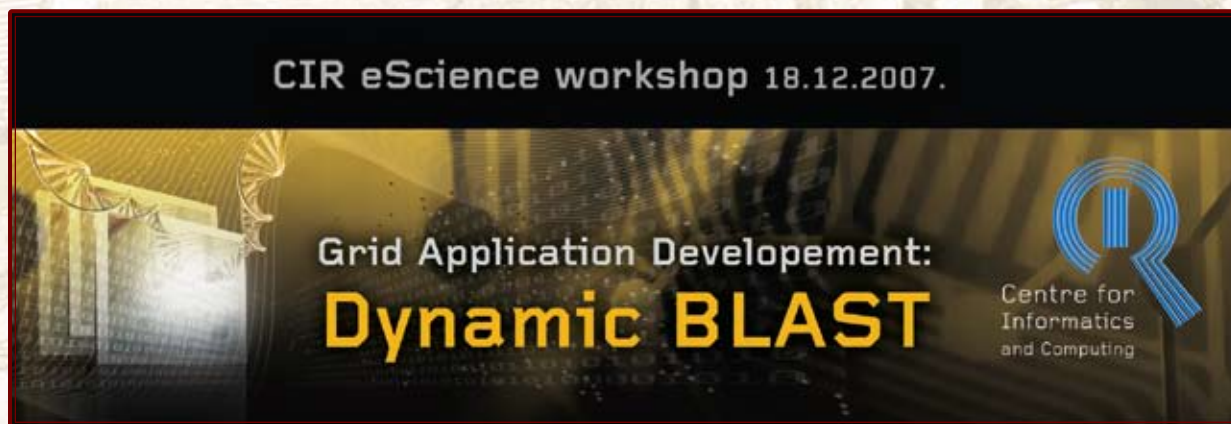 CIR eScience workshop 18.12.2007.
Grid Application Developement:
Dynamic BLAST
Centre for
Informatics
and Computing